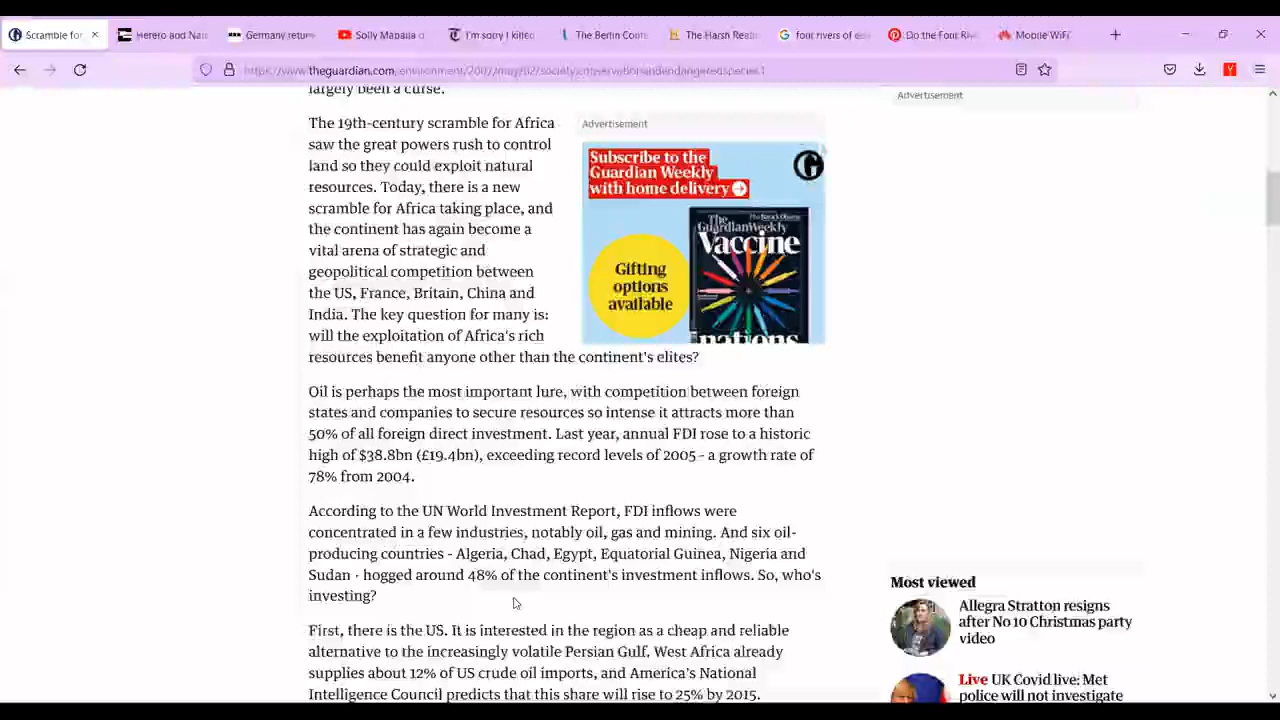 Scramble for
Herero and Nam
Germany return
Solly Mapaila o
I'm sorry I killed
The Berlin Conf
The Harsh Reali
four rivers of ed
Do the Four Rive
Mobile WiFi
theguardian.com
largely been a curse.
The 19th-century scramble for Africa
saw the great powers rush to control
land so they could exploit natural
resources. Today, there is a new
scramble for Africa taking place, and
the continent has again become a
vital arena of strategic and
geopolitical competition between
the US, France, Britain, China and
India. The key question for many is:
will the exploitation of Africa's rich
resources benefit anyone other than the continent's elites?
Advertisement
Subscribe to the
Guardian Weekly
with home delivery
G
Gifting
options
available
The
GuardianWeekly
Vaccine
nations
Oil is perhaps the most important lure, with competition between foreign
states and companies to secure resources so intense it attracts more than
50% of all foreign direct investment. Last year, annual FDI rose to a historic
high of $38.8bn (£19.4bn), exceeding record levels of 2005 - a growth rate of
78% from 2004.
According to the UN World Investment Report, FDI inflows were
concentrated in a few industries, notably oil, gas and mining. And six oil-
producing countries - Algeria, Chad, Egypt, Equatorial Guinea, Nigeria and
Sudan - hogged around 48% of the continent's investment inflows. So, who's
investing?
First, there is the US. It is interested in the region as a cheap and reliable
alternative to the increasingly volatile Persian Gulf. West Africa already
supplies about 12% of US crude oil imports, and America's National
Intelligence Council predicts that this share will rise to 25% by 2015.
Advertisement
Most viewed
Allegra Stratton resigns
after No 10 Christmas party
video
Live UK Covid live: Met
police will not investigate